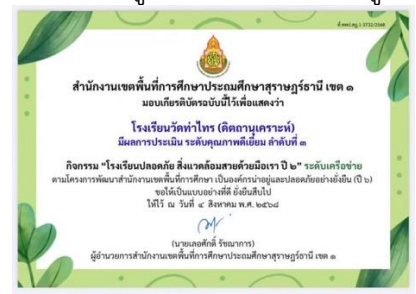 ที่ ศธปส.สฎ.1-3732/2568
สำนักงานเขตพื้นที่การศึกษาประถมศึกษาสุราษฎร์ธานี เขต ๑
มอบเกียรติบัตรฉบับนี้ไว้เพื่อแสดงว่า
โรงเรียนวัดท่าไทร (ดิตถานุเคราะห์)
มีผลการประเมิน ระดับคุณภาพดีเยี่ยม ลำดับที่ ๓
กิจกรรม “โรงเรียนปลอดภัย สิ่งแวดล้อมสวยด้วยมือเรา ปี ๖” ระดับเครือข่าย
ตามโครงการพัฒนาสำนักงานเขตพื้นที่การศึกษา เป็นองค์กรน่าอยู่และปลอดภัยอย่างยั่งยืน (ปี ๖)
ขอให้เป็นแบบอย่างที่ดี ยั่งยืนสืบไป
ให้ไว้ ณ วันที่ ๔ สิงหาคม พ.ศ. ๒๕๖๘
(นายเลอศักดิ์ รัชณาการ)
ผู้อำนวยการสำนักงานเขตพื้นที่การศึกษาประถมศึกษาสุราษฎร์ธานี เขต ๑